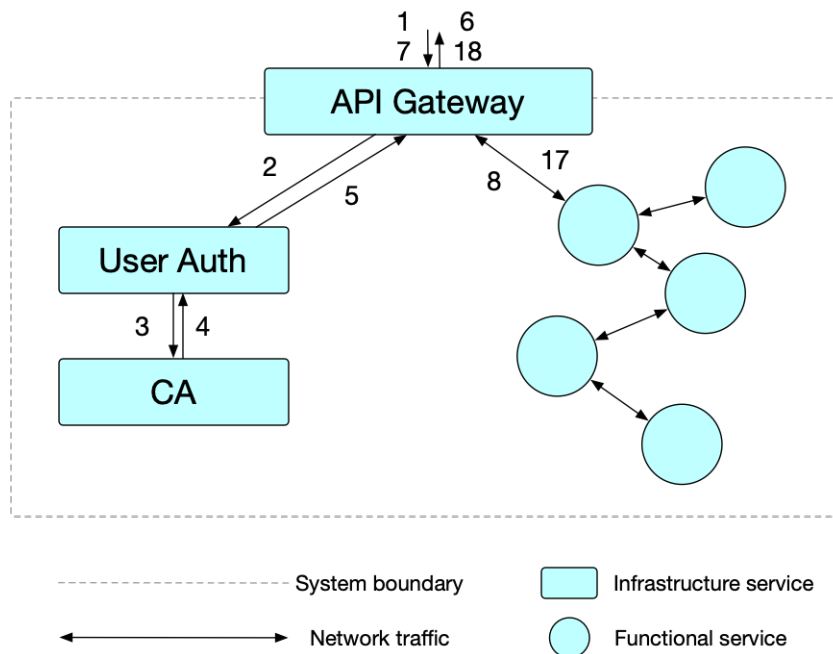 1 6
7 18
API Gateway
2
5
17
8
User Auth
3 4
CA
System boundary
Infrastructure service
Network traffic
Functional service